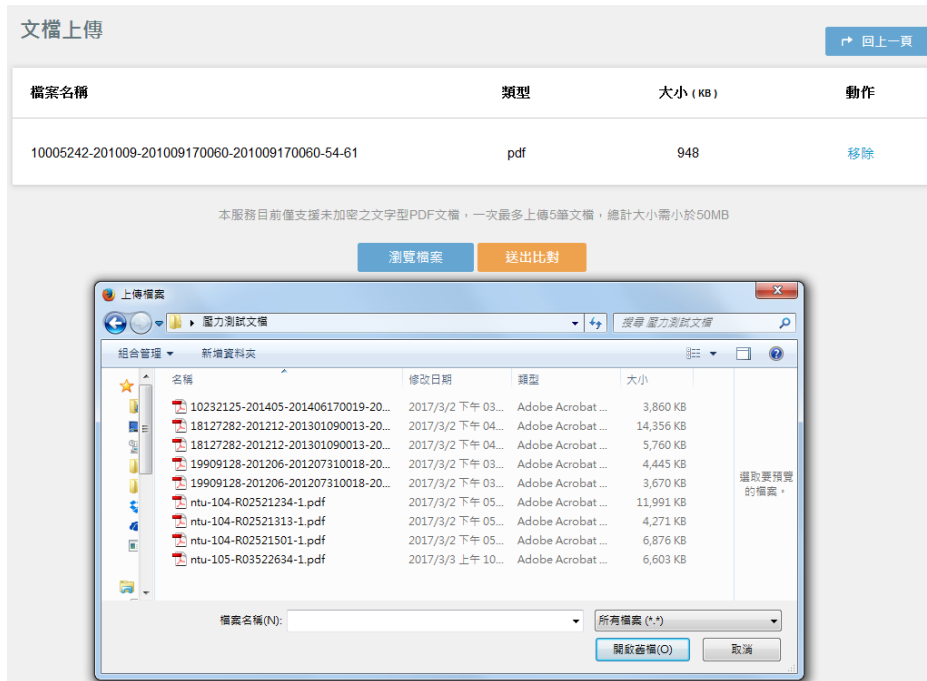 文檔上傳
回上一頁
檔案名稱 類型 大小 (KB) 動作
10005242-201009-201009170060-201009170060-54-61 pdf 948 移除
本服務目前僅支援未加密之文字型PDF文檔,一次最多上傳5筆文檔,總計大小需小於50MB
瀏覽檔案 送出比對
上傳檔案
壓力測試文檔 搜尋 壓力測試文檔
組合管理 新增資料夾
名稱 修改日期 類型 大小
10232125-201405-201406170019-20... 2017/3/2 下午 03... Adobe Acrobat ... 3,860 KB
18127282-201212-201301090013-20... 2017/3/2 下午 04... Adobe Acrobat ... 14,356 KB
18127282-201212-201301090013-20... 2017/3/2 下午 04... Adobe Acrobat ... 5,760 KB
19909128-201206-201207310018-20... 2017/3/2 下午 03... Adobe Acrobat ... 4,445 KB
19909128-201206-201207310018-20... 2017/3/2 下午 03... Adobe Acrobat ... 3,670 KB
ntu-104-R02521234-1.pdf 2017/3/2 下午 05... Adobe Acrobat ... 11,991 KB
ntu-104-R02521313-1.pdf 2017/3/2 下午 05... Adobe Acrobat ... 4,271 KB
ntu-104-R02521501-1.pdf 2017/3/2 下午 05... Adobe Acrobat ... 6,876 KB
ntu-105-R03522634-1.pdf 2017/3/3 上午 10... Adobe Acrobat ... 6,603 KB
選取要預覽
的檔案。
檔案名稱(N): 所有檔案 (*.*)
開啟舊檔(O) 取消